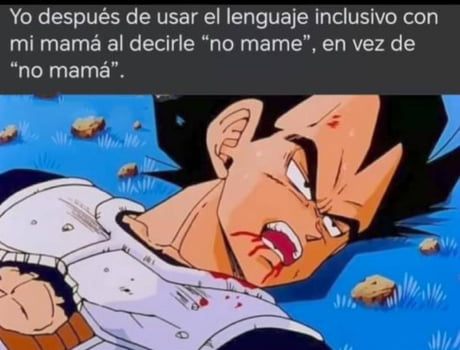 Yo después de usar el lenguaje inclusivo con
mi mamá al decirle “no mame”, en vez de
“no mamá”.